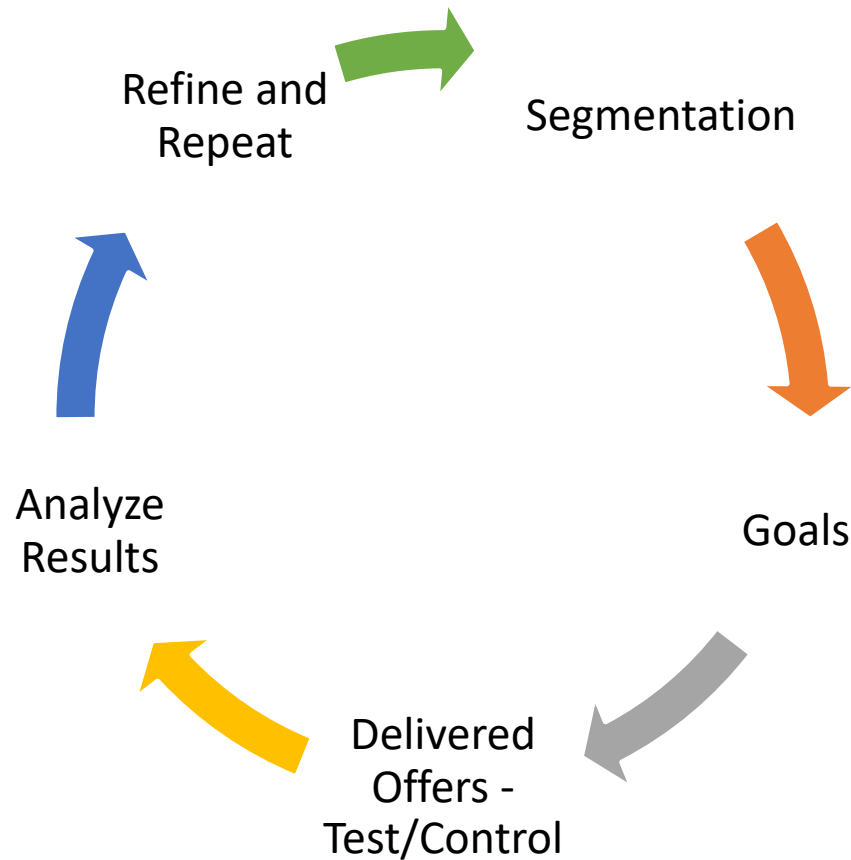 Segmentation
Goals
Delivered
Offers -
Test/Control
Analyze
Results
Refine and
Repeat